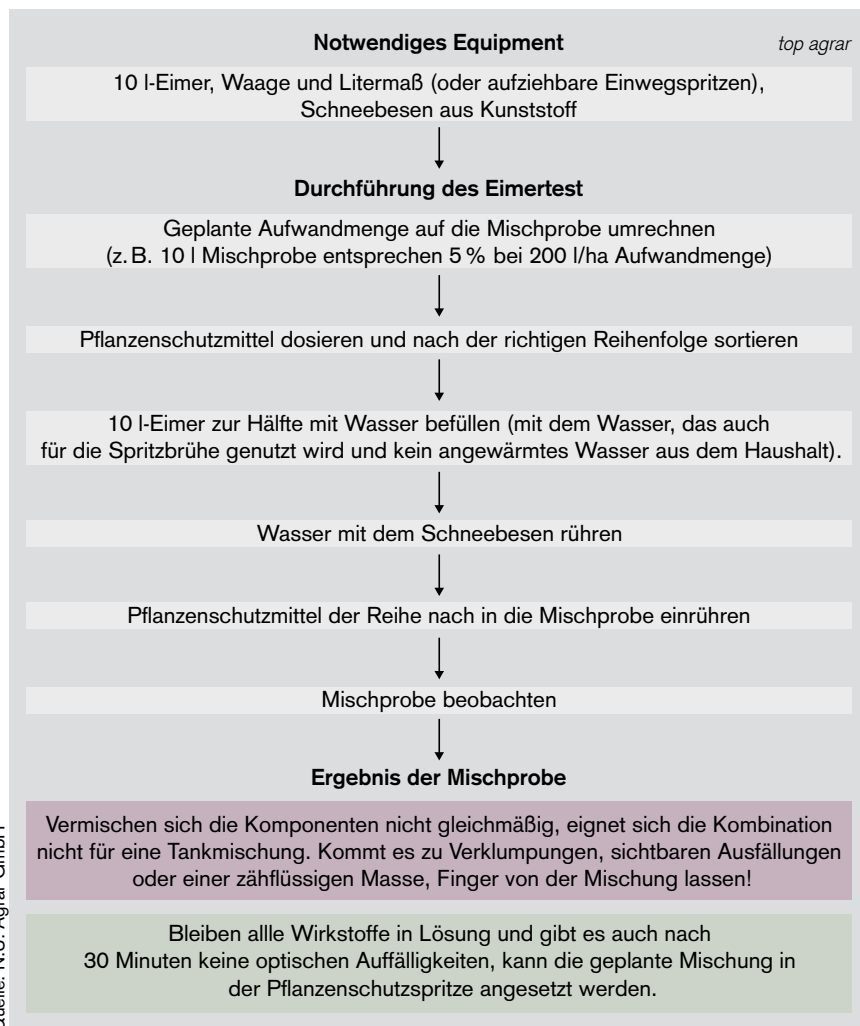 Notwendiges Equipment
top agrar
10 l-Eimer, Waage und Litermaß (oder aufziehbare Einwegspritzen),
Schneebesen aus Kunststoff
Durchführung des Eimertest
Geplante Aufwandmenge auf die Mischprobe umrechnen
(z. B. 10 l Mischprobe entsprechen 5 % bei 200 l/ha Aufwandmenge)
Pflanzenschutzmittel dosieren und nach der richtigen Reihenfolge sortieren
10 l-Eimer zur Hälfte mit Wasser befüllen (mit dem Wasser, das auch
für die Spritzbrühe genutzt wird und kein angewärmtes Wasser aus dem Haushalt).
Wasser mit dem Schneebesen rühren
Pflanzenschutzmittel der Reihe nach in die Mischprobe einrühren
Mischprobe beobachten
Ergebnis der Mischprobe
Vermischen sich die Komponenten nicht gleichmäßig, eignet sich die Kombination
nicht für eine Tankmischung. Kommt es zu Verklumpungen, sichtbaren Ausfällungen
oder einer zähflüssigen Masse, Finger von der Mischung lassen!
Bleiben allle Wirkstoffe in Lösung und gibt es auch nach
30 Minuten keine optischen Auffälligkeiten, kann die geplante Mischung in
der Pflanzenschutzspritze angesetzt werden.
Quelle: N.U. Agrar GmbH